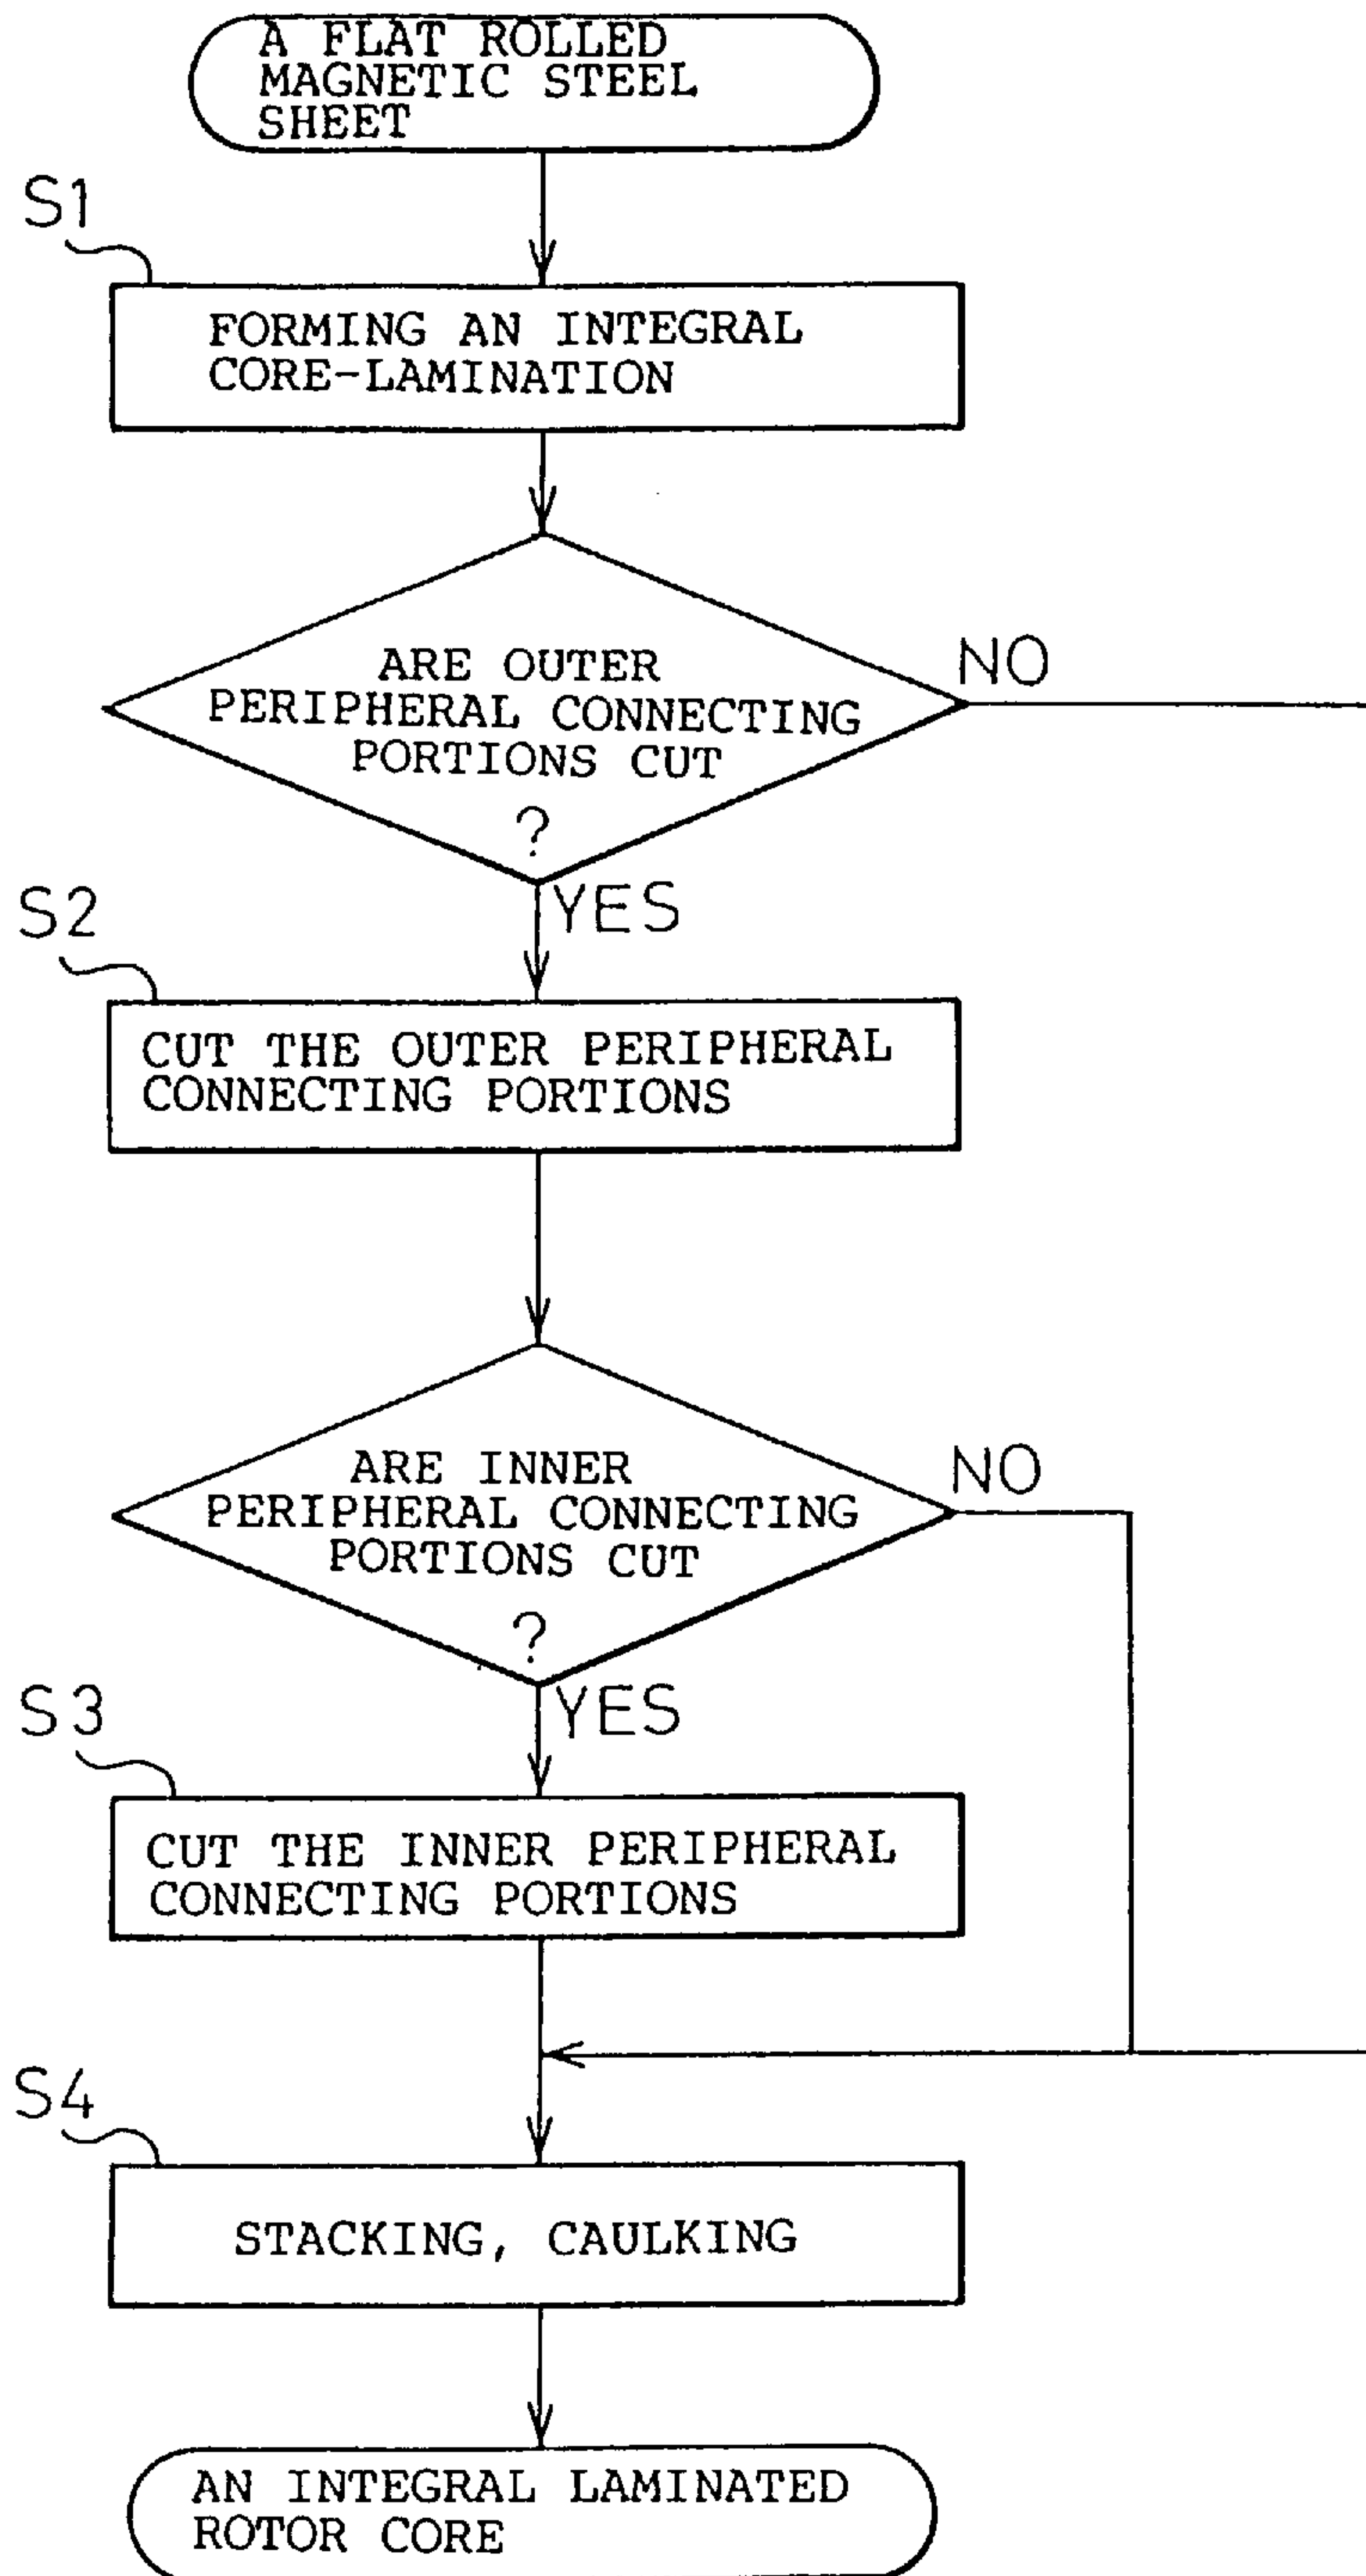 A FLAT ROLLED
MAGNETIC STEEL
SHEET
S1
FORMING AN INTEGRAL
CORE-LAMINATION
ARE OUTER
PERIPHERAL CONNECTING
PORTIONS CUT
?
NO
YES
S2
CUT THE OUTER PERIPHERAL
CONNECTING PORTIONS
ARE INNER
PERIPHERAL CONNECTING
PORTIONS CUT
?
NO
YES
S3
CUT THE INNER PERIPHERAL
CONNECTING PORTIONS
S4
STACKING, CAULKING
AN INTEGRAL LAMINATED
ROTOR CORE